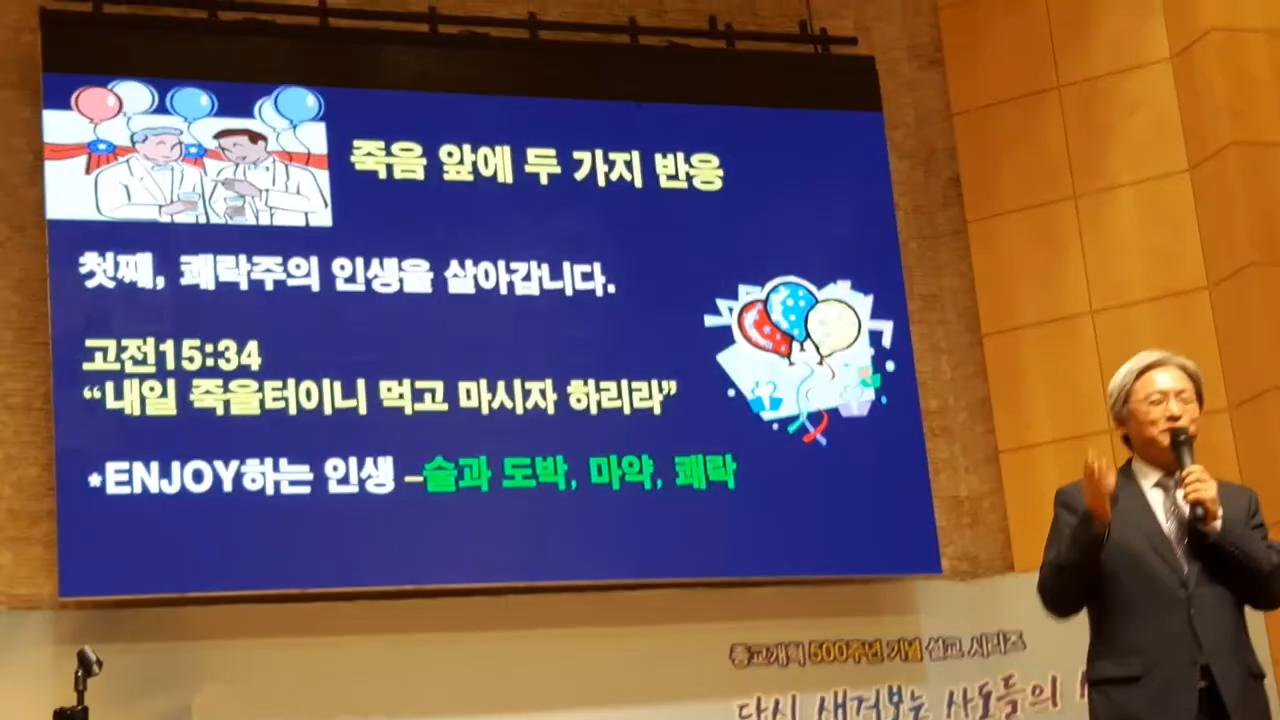 죽음 앞에 두 가지 반응
첫째, 쾌락주의 인생을 살아갑니다.
고전15:34
“내일 죽을터이니 먹고 마시자 하리라”
*ENJOY하는 인생 –술과 도박, 마약, 쾌락
종교개혁 500주년 기념 설교 시리즈
다시 새겨보는 사도들의